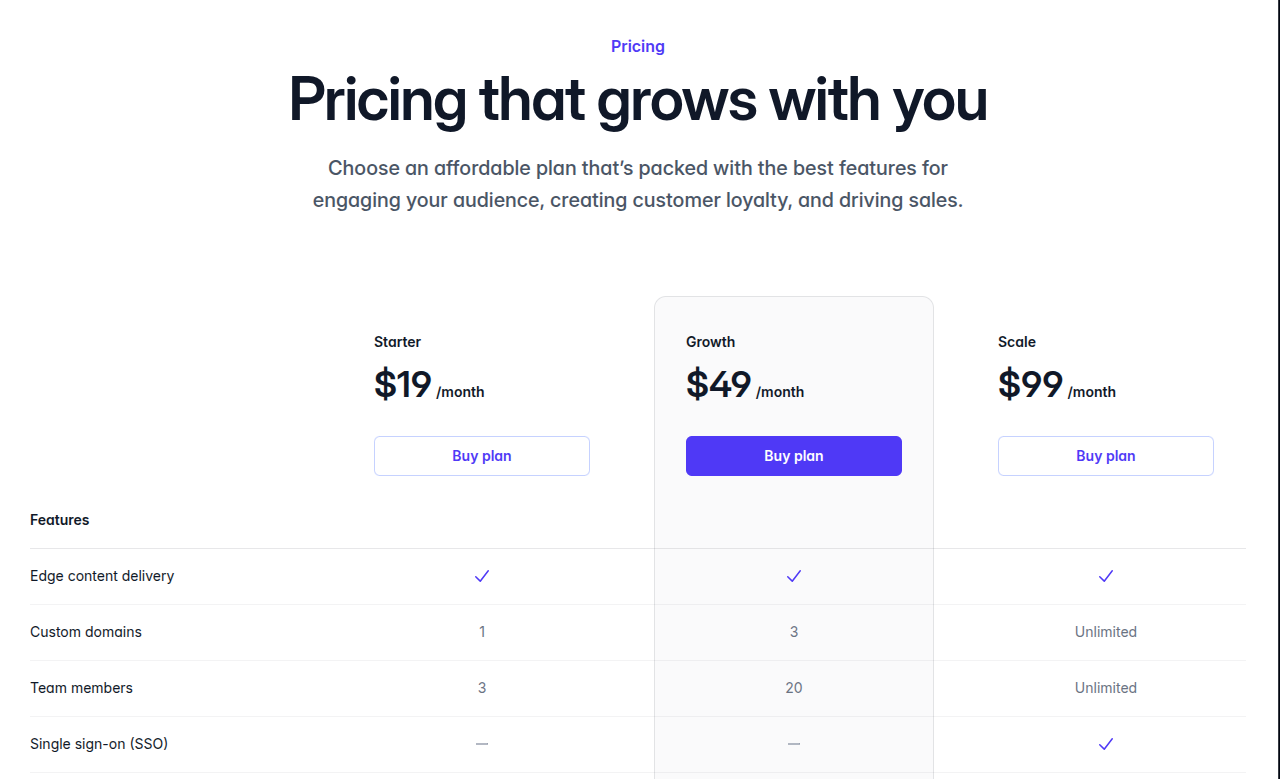 Pricing
Pricing that grows with you
Choose an affordable plan that’s packed with the best features for
engaging your audience, creating customer loyalty, and driving sales.
Starter Growth Scale
$19 /month $49 /month $99 /month
Buy plan Buy plan Buy plan
Features
Edge content delivery
Custom domains 1 3 Unlimited
Team members 3 20 Unlimited
Single sign-on (SSO) — —